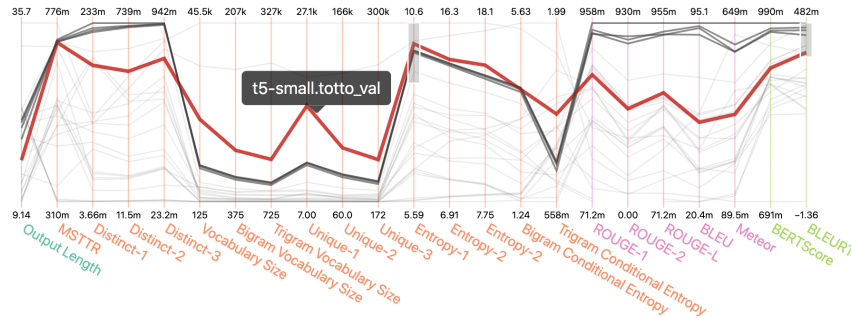 35.7 776m 233m 739m 942m 45.5k 207k 327k 27.1k 166k 300k 10.6 16.3 18.1 5.63 1.99 958m 930m 955m 95.1 649m 990m 482m
t5-small.totto_val
9.14 310m 3.66m 11.5m 23.2m 125 375 725 7.00 60.0 172 5.59 6.91 7.75 1.24 558m 71.2m 0.00 71.2m 20.4m 89.5m 691m −1.36
Output Length
MSTTR
Distinct-1
Distinct-2
Distinct-3
Vocabulary Size
Bigram Vocabulary Size
Trigram Vocabulary Size
Unique-1
Unique-2
Unique-3
Entropy-1
Entropy-2
Entropy-2
Bigram Conditional Entropy
Trigram Conditional Entropy
ROUGE-1
ROUGE-2
ROUGE-L
BLEU
Meteor
BERTScore
BLEURT